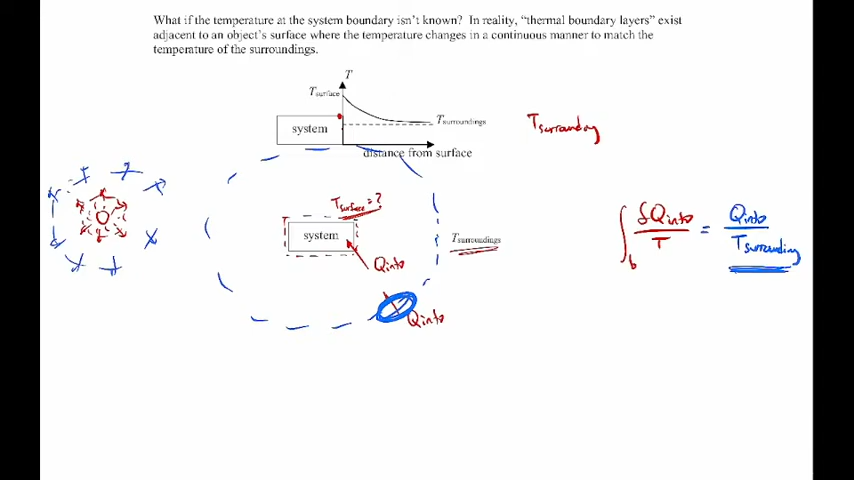 What if the temperature at the system boundary isn't known?  In reality, "thermal boundary layers" exist
adjacent to an object's surface where the temperature changes in a continuous manner to match the
temperature of the surroundings.
T
Tsurface
Tsurroundings
Tsurrounding
system
distance from surface
Tsurface = ?
system
Tsurroundings
Qinto
Qinto
∫b δQinto / T = Qinto / Tsurrounding